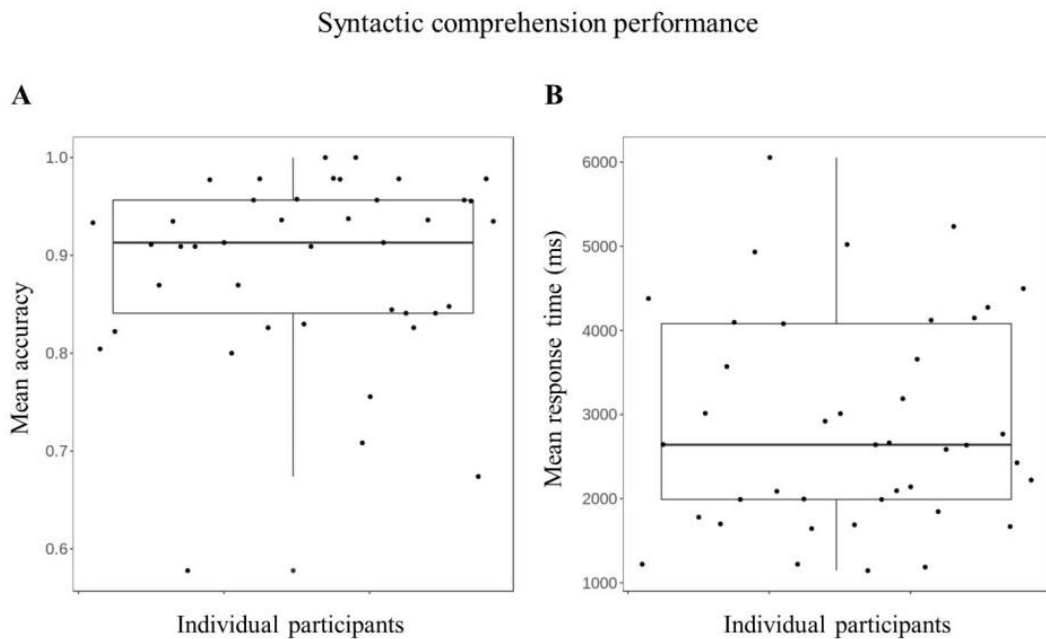 Syntactic comprehension performance
A
B
Mean accuracy
1.0
0.9
0.8
0.7
0.6
Individual participants
Mean response time (ms)
6000
5000
4000
3000
2000
1000
Individual participants